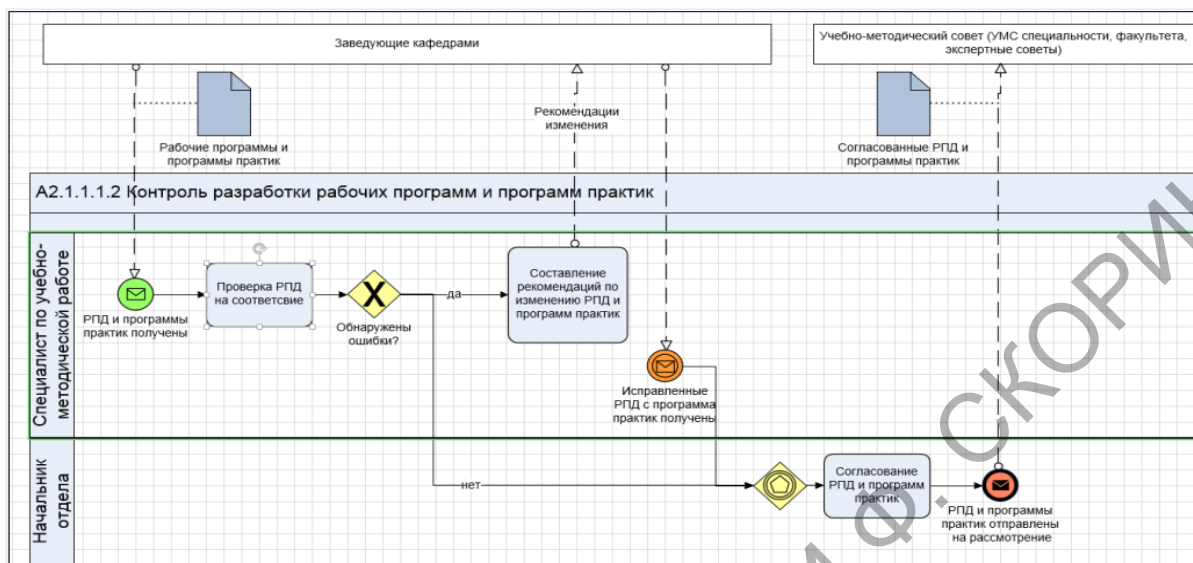 Заведующие кафедрами
Учебно-методический совет (УМС специальности, факультета,
экспертные советы)
Рекомендации
изменения
Рабочие программы и
программы практик
Согласованные РПД и
программы практик
А2.1.1.1.2 Контроль разработки рабочих программ и программ практик
Специалист по учебно-
методической работе
РПД и программы
практик получены
Проверка РПД
на соответсвие
Обнаружены
ошибки?
да
Составление
рекомендаций по
изменению РПД и
программ практик
Исправленные
РПД с программа
практик получены
Начальник
отдела
нет
Согласование
РПД и программ
практик
РПД и программы
практик отправлены
на рассмотрение
Ф. СКОРИН